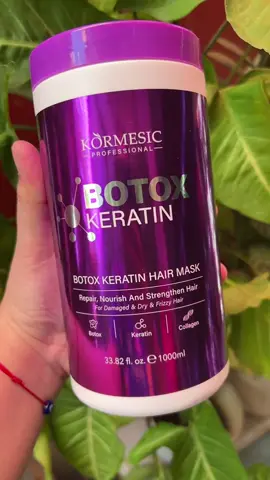 KÒRMESIC
PROFESSIONAL
BOTOX
KERATIN
BOTOX KERATIN HAIR MASK
Repair, Nourish And Strengthen Hair
For Damaged & Dry & Frizzy Hair
Botox Keratin Collagen
33.82 fl. oz. ℮ 1000ml